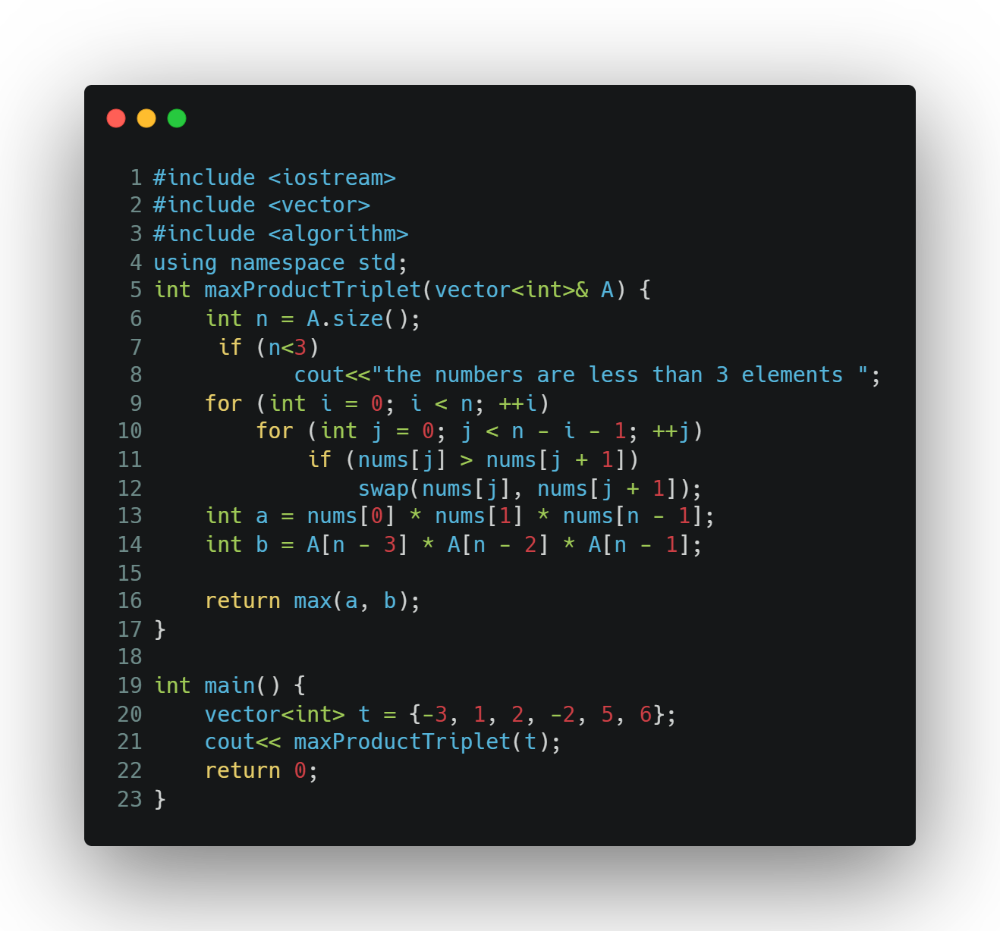 1 #include <iostream>
2 #include <vector>
3 #include <algorithm>
4 using namespace std;
5 int maxProductTriplet(vector<int>& A) {
6     int n = A.size();
7      if (n<3)
8            cout<<"the numbers are less than 3 elements ";
9     for (int i = 0; i < n; ++i)
10         for (int j = 0; j < n - i - 1; ++j)
11             if (nums[j] > nums[j + 1])
12                 swap(nums[j], nums[j + 1]);
13     int a = nums[0] * nums[1] * nums[n - 1];
14     int b = A[n - 3] * A[n - 2] * A[n - 1];
15
16     return max(a, b);
17 }
18
19 int main() {
20     vector<int> t = {-3, 1, 2, -2, 5, 6};
21     cout<< maxProductTriplet(t);
22     return 0;
23 }